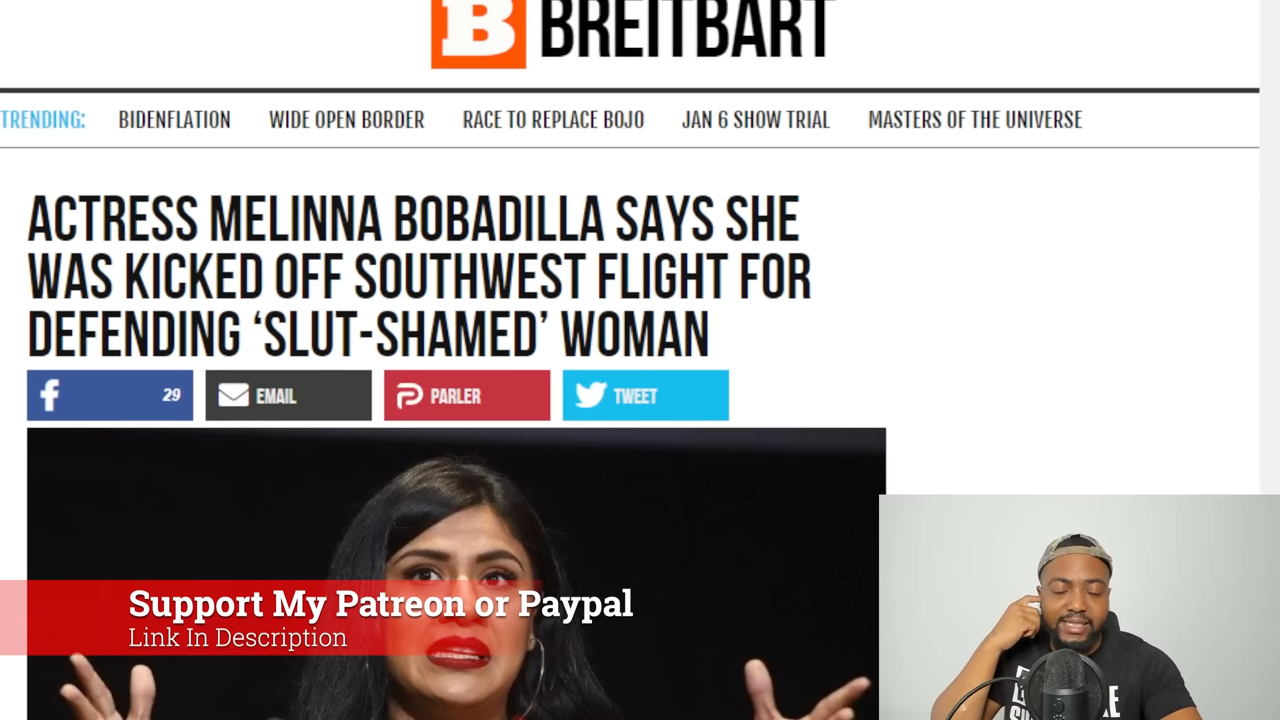 B BREITBART
TRENDING: BIDENFLATION WIDE OPEN BORDER RACE TO REPLACE BOJO JAN 6 SHOW TRIAL MASTERS OF THE UNIVERSE
ACTRESS MELINNA BOBADILLA SAYS SHE
WAS KICKED OFF SOUTHWEST FLIGHT FOR
DEFENDING ‘SLUT-SHAMED’ WOMAN
f 29 EMAIL PARLER TWEET
Support My Patreon or Paypal
Link In Description